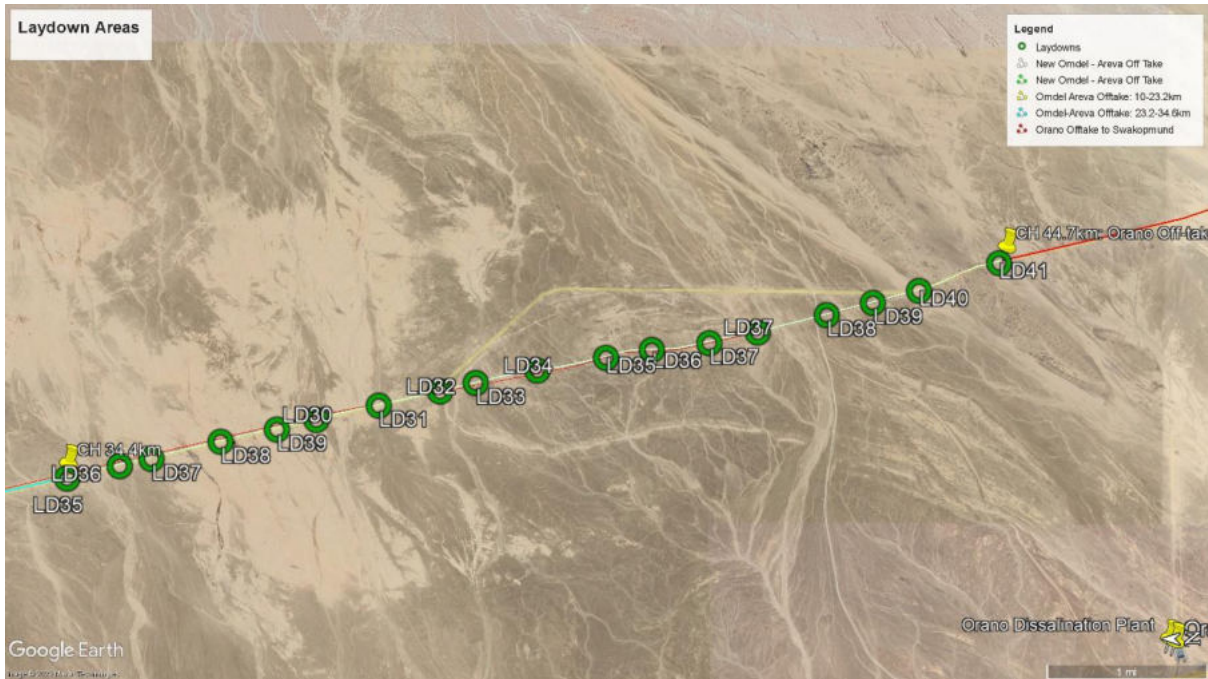 Laydown Areas
Legend
Laydowns
New Omdel - Areva Off Take
New Omdel - Areva Off Take
Omdel Areva Offtake: 10-23.2km
Omdel-Areva Offtake: 23.2-34.6km
Orano Offtake to Swakopmund
CH 44.7km: Orano Off-tak
LD41
LD40
LD39
LD38
LD37
LD37
LD36
LD35
LD34
LD33
LD32
LD31
LD30
LD39
LD38
LD37
CH 34.4km
LD36
LD35
Orano Dissalination Plant
Google Earth
1 mi